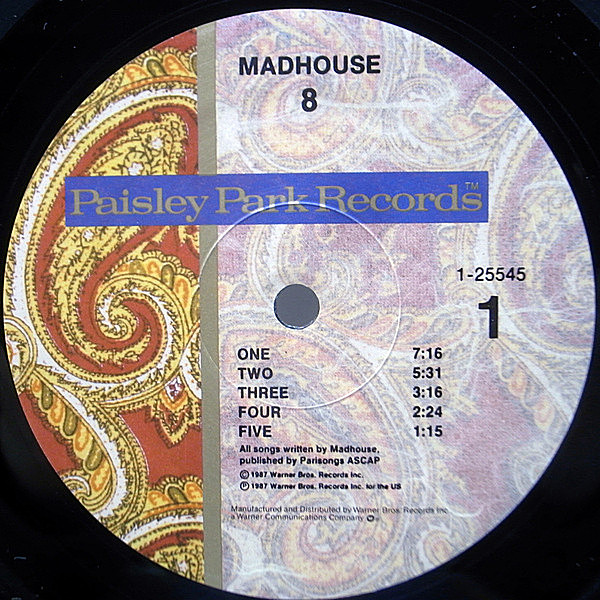 MADHOUSE
8
Paisley Park Records™
1-25545
1
ONE 7:16
TWO 5:31
THREE 3:16
FOUR 2:24
FIVE 1:15
All songs written by Madhouse,
published by Parisongs ASCAP
© 1987 Warner Bros. Records Inc.
℗ 1987 Warner Bros. Records Inc. for the US
Manufactured and Distributed by Warner Bros. Records Inc
a Warner Communications Company